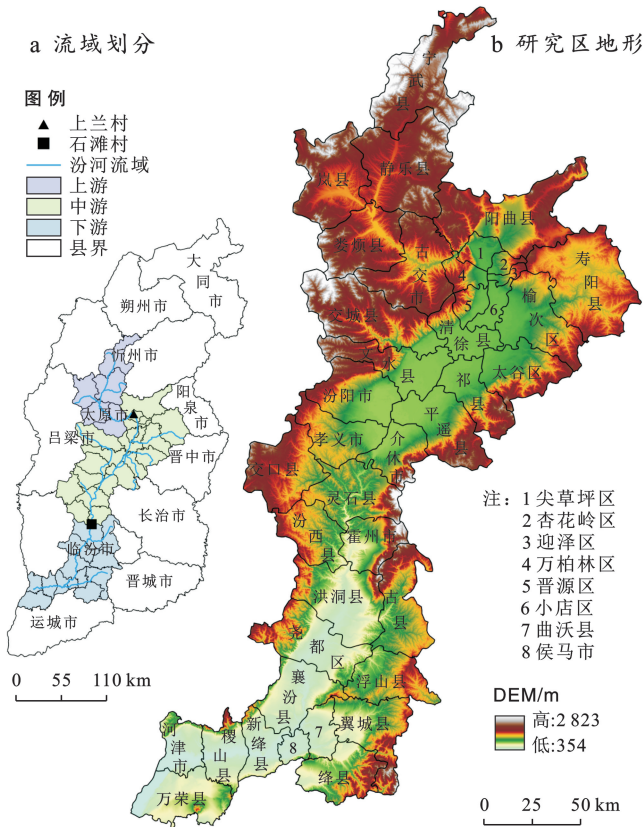 a 流域划分
b 研究区地形
图例
上兰村
石滩村
汾河流域
上游
中游
下游
县界
大同市
朔州市
忻州市
阳泉市
太原市
吕梁市
晋中市
长治市
临汾市
晋城市
运城市
0 55 110 km
宁武县
静乐县
岚县
阳曲县
娄烦县
古交市
寿阳县
1
2
3
4
5
6
榆次区
交城县
清徐县
文水县
太谷区
祁县
汾阳市
平遥县
孝义市
介休市
交口县
灵石县
汾西县
霍州市
洪洞县
古县
尧都区
浮山县
襄汾县
翼城县
7
8
新绛县
河津市
稷山县
绛县
万荣县
注：1 尖草坪区
2 杏花岭区
3 迎泽区
4 万柏林区
5 晋源区
6 小店区
7 曲沃县
8 侯马市
DEM/m
高:2 823
低:354
0 25 50 km